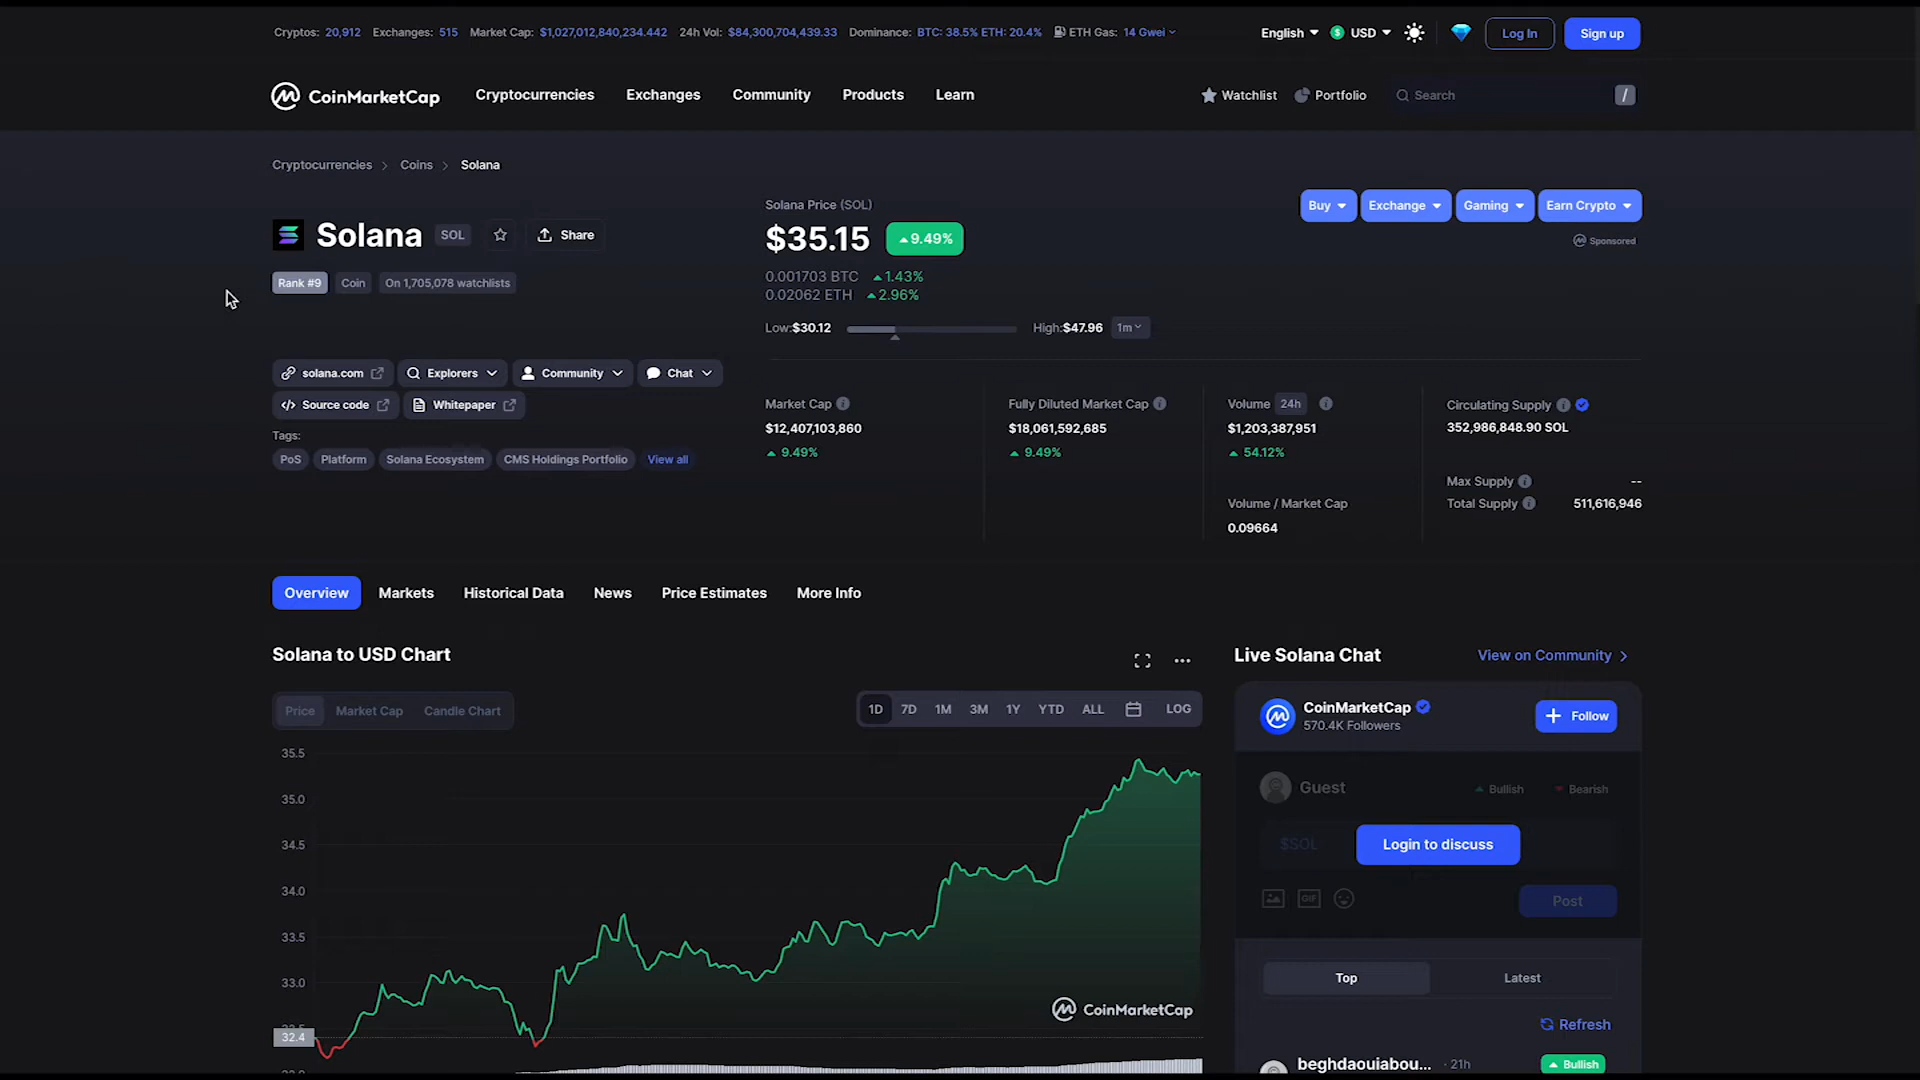 Cryptos: 20,912 Exchanges: 515 Market Cap: $1,027,012,840,234.442 24h Vol: $84,300,704,439.33 Dominance: BTC: 38.5% ETH: 20.4% ETH Gas: 14 Gwei English USD Log In Sign up
CoinMarketCap Cryptocurrencies Exchanges Community Products Learn Watchlist Portfolio Search /
Cryptocurrencies > Coins > Solana
Solana SOL Share
Rank #9 Coin On 1,705,078 watchlists
solana.com Explorers Community Chat
Source code Whitepaper
Tags:
PoS Platform Solana Ecosystem CMS Holdings Portfolio View all
Solana Price (SOL)
$35.15 9.49%
0.001703 BTC 1.43%
0.02062 ETH 2.96%
Low:$30.12 High:$47.96 1m
Buy Exchange Gaming Earn Crypto
Sponsored
Market Cap
$12,407,103,860
9.49%
Fully Diluted Market Cap
$18,061,592,685
9.49%
Volume 24h
$1,203,387,951
54.12%
Volume / Market Cap
0.09664
Circulating Supply
352,986,848.90 SOL
Max Supply --
Total Supply 511,616,946
Overview Markets Historical Data News Price Estimates More Info
Solana to USD Chart
Price Market Cap Candle Chart 1D 7D 1M 3M 1Y YTD ALL LOG
35.5
35.0
34.5
34.0
33.5
33.0
32.4
CoinMarketCap
Live Solana Chat View on Community >
CoinMarketCap
570.4K Followers
+ Follow
Guest Bullish Bearish
$SOL Login to discuss
GIF Post
Top Latest
Refresh
beghdaouiabou... · 21h Bullish